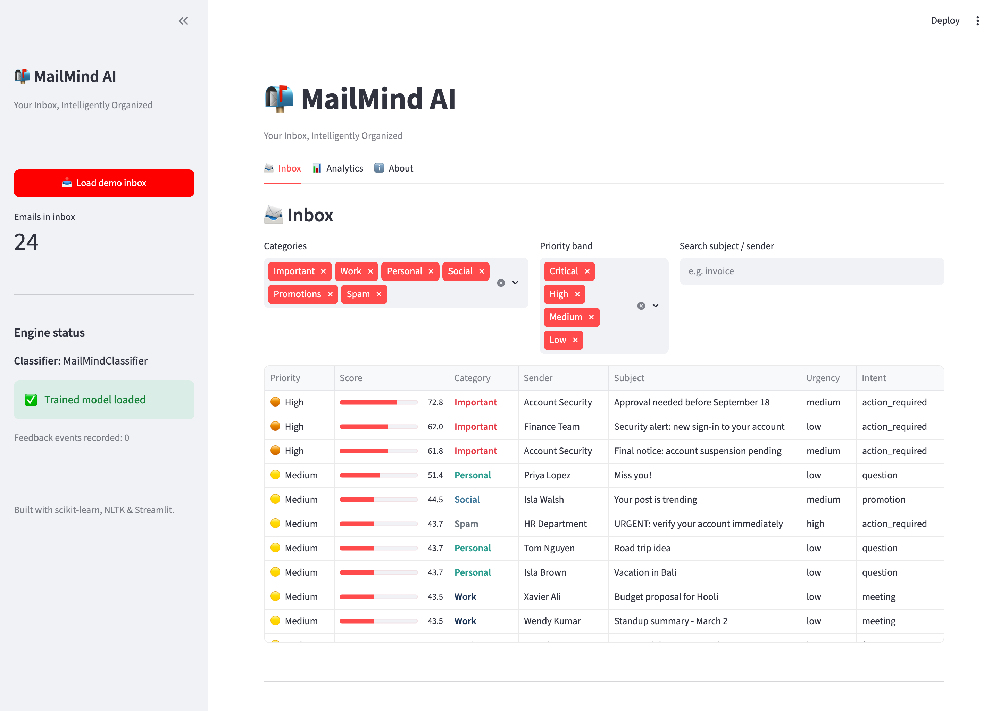 MailMind AI
Your Inbox, Intelligently Organized
Load demo inbox
Emails in inbox
24
Engine status
Classifier: MailMindClassifier
Trained model loaded
Feedback events recorded: 0
Built with scikit-learn, NLTK & Streamlit.
Deploy
MailMind AI
Your Inbox, Intelligently Organized
Inbox Analytics About
Inbox
Categories Priority band Search subject / sender
Important Work Personal Social Critical e.g. invoice
Promotions Spam High
Medium
Low
Priority Score Category Sender Subject Urgency Intent
High 72.8 Important Account Security Approval needed before September 18 medium action_required
High 62.0 Important Finance Team Security alert: new sign-in to your account low action_required
High 61.8 Important Account Security Final notice: account suspension pending medium action_required
Medium 51.4 Personal Priya Lopez Miss you! low question
Medium 44.5 Social Isla Walsh Your post is trending medium promotion
Medium 43.7 Spam HR Department URGENT: verify your account immediately high action_required
Medium 43.7 Personal Tom Nguyen Road trip idea low question
Medium 43.7 Personal Isla Brown Vacation in Bali low question
Medium 43.5 Work Xavier Ali Budget proposal for Hooli low meeting
Medium 43.5 Work Wendy Kumar Standup summary - March 2 low meeting